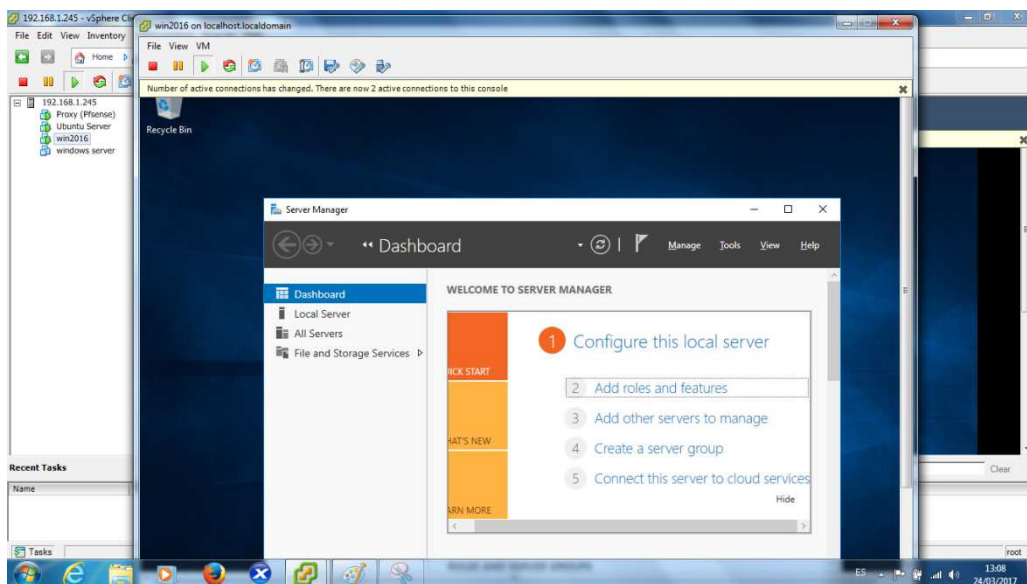 192.168.1.245 - vSphere Cli
File Edit View Inventory
Home
192.168.1.245
Proxy (Pfsense)
Ubuntu Server
win2016
windows server
Recent Tasks
Name
Tasks
win2016 on localhost.localdomain
File View VM
Number of active connections has changed. There are now 2 active connections to this console
Recycle Bin
Server Manager
Dashboard
Manage Tools View Help
Dashboard
Local Server
All Servers
File and Storage Services
WELCOME TO SERVER MANAGER
ICK START
HAT'S NEW
ARN MORE
1 Configure this local server
2 Add roles and features
3 Add other servers to manage
4 Create a server group
5 Connect this server to cloud services
Hide
Clear
root
ES
13:08
24/03/2017